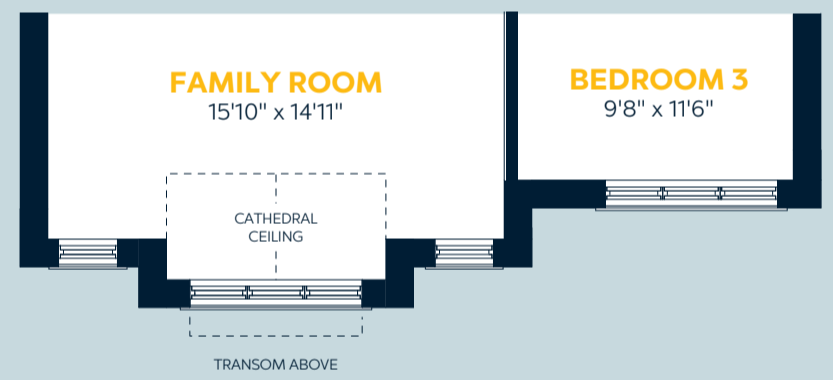 FAMILY ROOM
15'10" x 14'11"
BEDROOM 3
9'8" x 11'6"
CATHEDRAL
CEILING
TRANSOM ABOVE